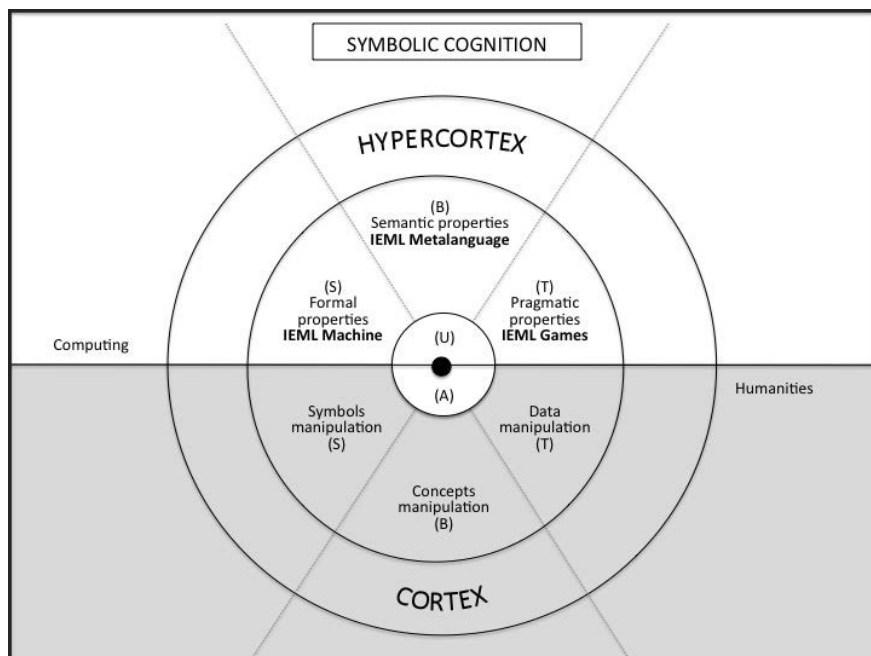 SYMBOLIC COGNITION
HYPERCORTEX
(B)
Semantic properties
IEML Metalanguage
(S)
Formal
properties
IEML Machine
(T)
Pragmatic
properties
IEML Games
(U)
Computing
(A)
Humanities
Symbols
manipulation
(S)
Data
manipulation
(T)
Concepts
manipulation
(B)
CORTEX